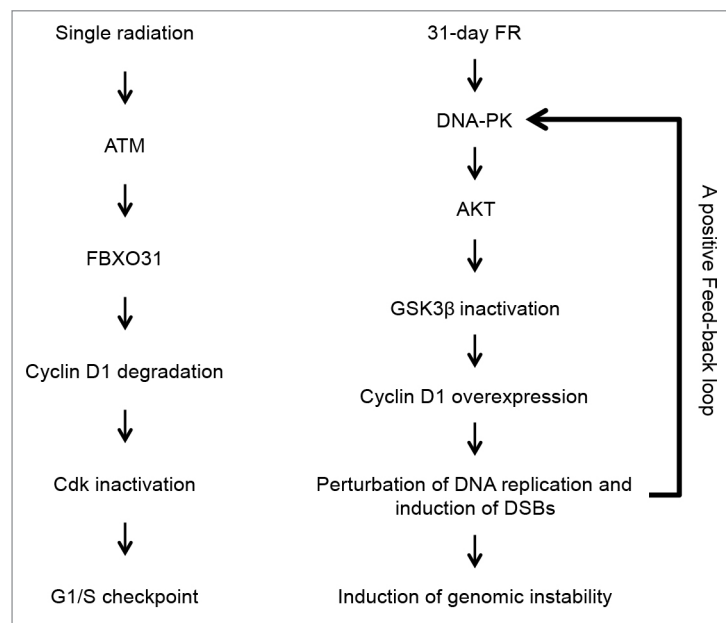 Single radiation
ATM
FBXO31
Cyclin D1 degradation
Cdk inactivation
G1/S checkpoint
31-day FR
DNA-PK
AKT
GSK3β inactivation
Cyclin D1 overexpression
Perturbation of DNA replication and
induction of DSBs
Induction of genomic instability
A positive Feed-back loop